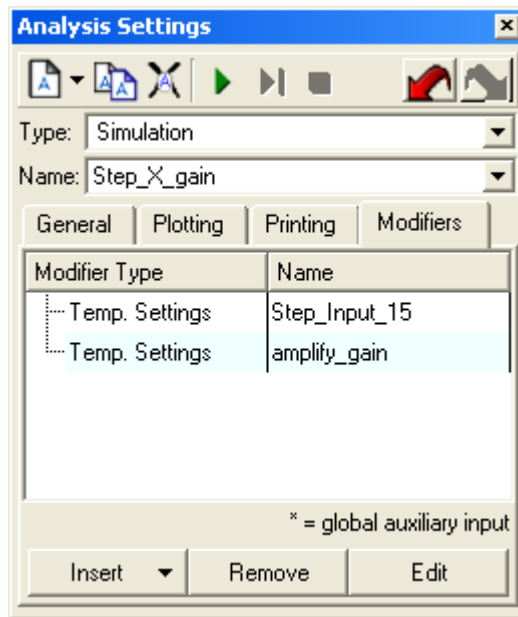 Analysis Settings
Type: Simulation
Name: Step_X_gain
General Plotting Printing Modifiers
Modifier Type Name
Temp. Settings Step_Input_15
Temp. Settings amplify_gain
* = global auxiliary input
Insert Remove Edit